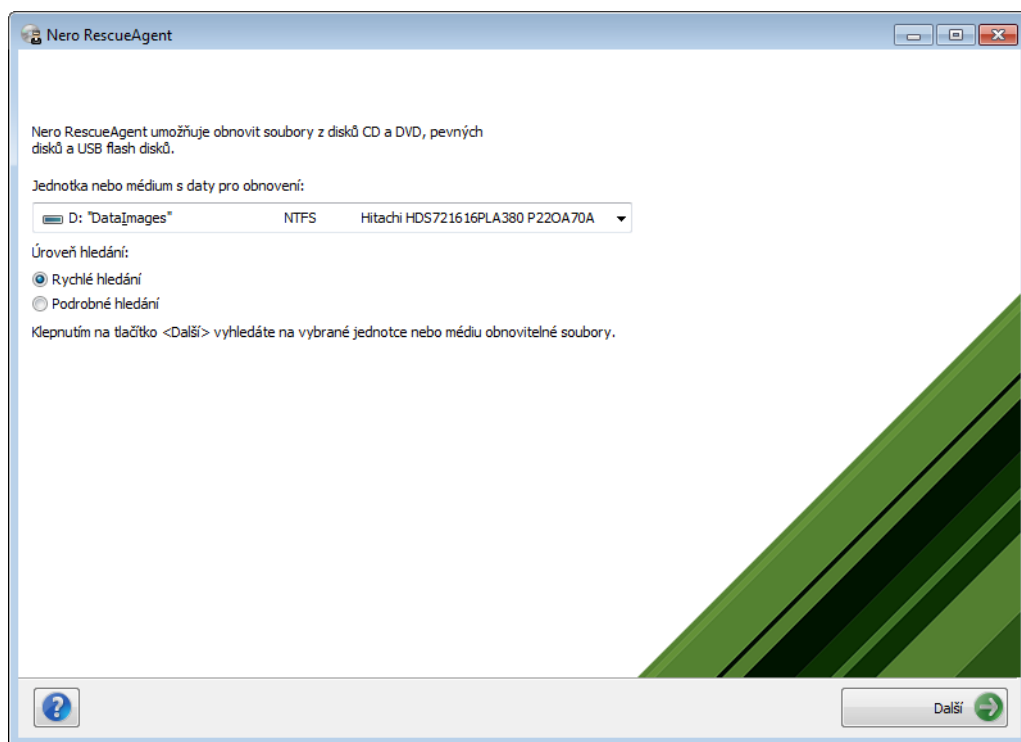 Nero RescueAgent
Nero RescueAgent umožňuje obnovit soubory z disků CD a DVD, pevných
disků a USB flash disků.
Jednotka nebo médium s daty pro obnovení:
D: "DataImages" NTFS Hitachi HDS721616PLA380 P22OA70A
Úroveň hledání:
Rychlé hledání
Podrobné hledání
Klepnutím na tlačítko <Další> vyhledáte na vybrané jednotce nebo médiu obnovitelné soubory.
Další